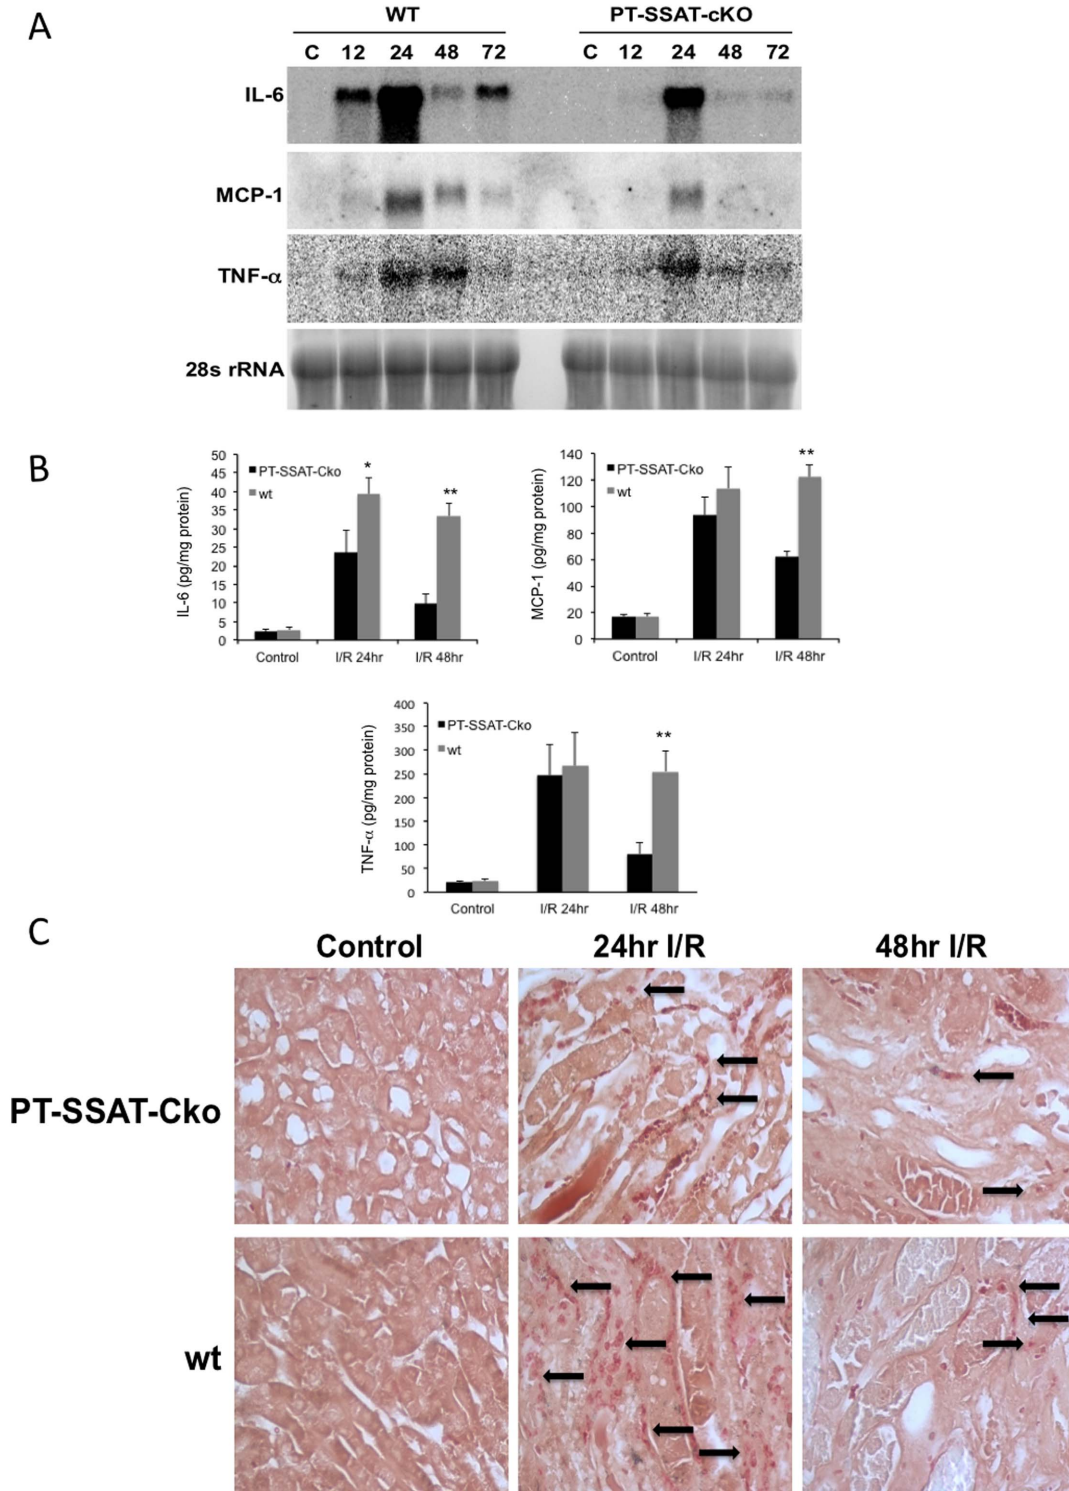 A
WT PT-SSAT-cKO
C 12 24 48 72 C 12 24 48 72
IL-6
MCP-1
TNF-α
28s rRNA
B
50
45
40
35
30
25
20
15
10
5
0
IL-6 (pg/mg protein)
PT-SSAT-Cko
wt
*
**
Control I/R 24hr I/R 48hr
140
120
100
80
60
40
20
0
MCP-1 (pg/mg protein)
PT-SSAT-Cko
wt
**
Control I/R 24hr I/R 48hr
400
350
300
250
200
150
100
50
0
TNF-α (pg/mg protein)
PT-SSAT-Cko
wt
**
Control I/R 24hr I/R 48hr
C
Control 24hr I/R 48hr I/R
PT-SSAT-Cko
wt